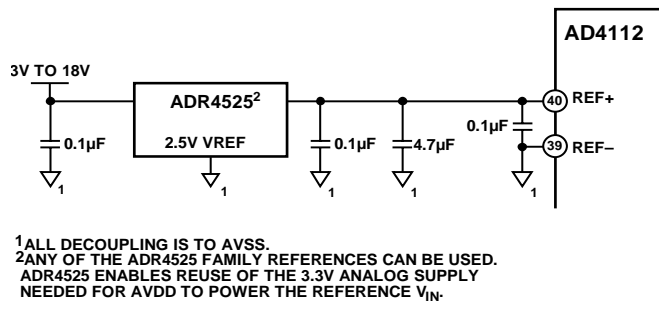 AD4112
3V TO 18V
ADR4525²
40 REF+
0.1µF
0.1µF
2.5V VREF
0.1µF
4.7µF
39 REF–
1
1
1
1
1
¹ALL DECOUPLING IS TO AVSS.
²ANY OF THE ADR4525 FAMILY REFERENCES CAN BE USED.
ADR4525 ENABLES REUSE OF THE 3.3V ANALOG SUPPLY
NEEDED FOR AVDD TO POWER THE REFERENCE VIN.